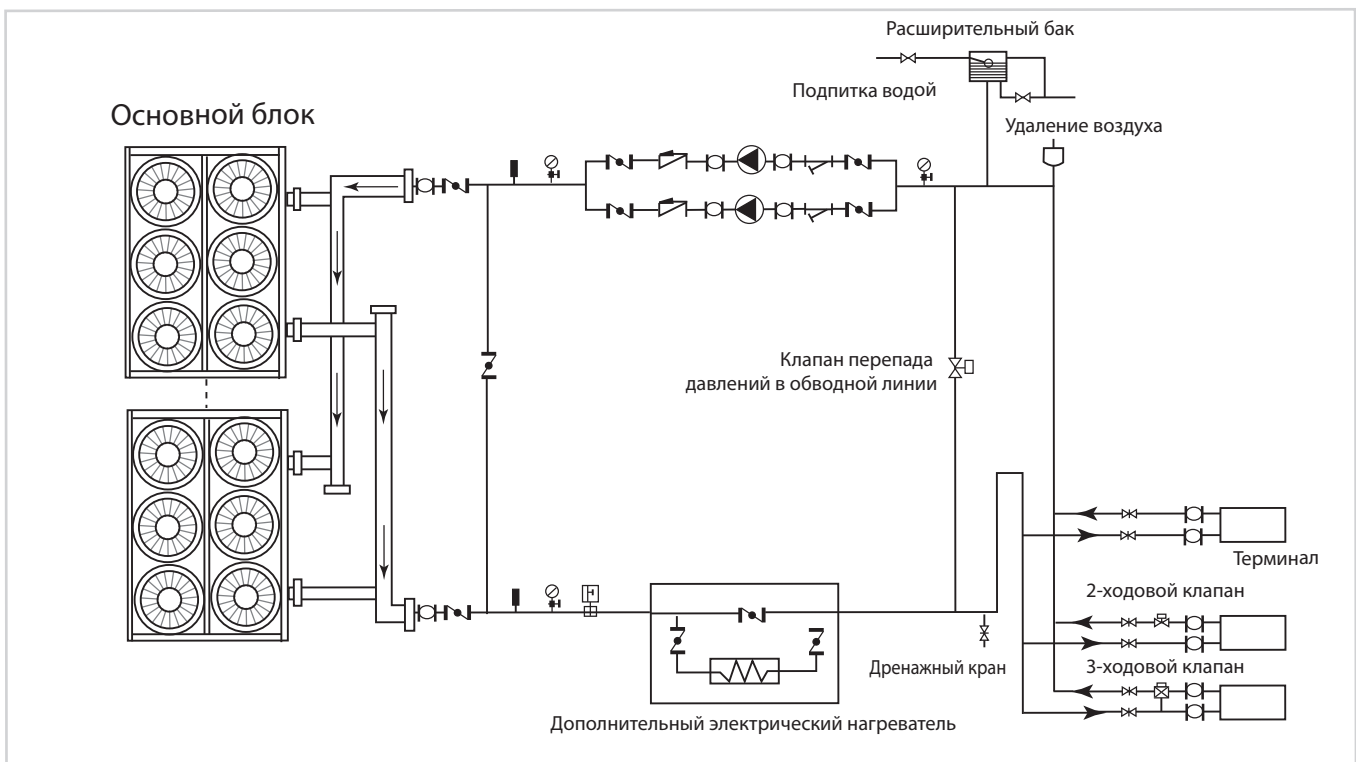 Расширительный бак
Подпитка водой
Удаление воздуха
Основной блок
Клапан перепада
давлений в обводной линии
Терминал
2-ходовой клапан
3-ходовой клапан
Дренажный кран
Дополнительный электрический нагреватель